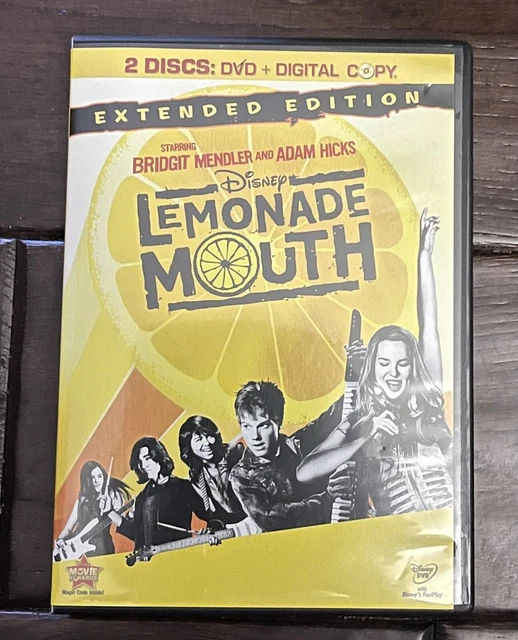 2 DISCS: DVD + DIGITAL COPY
EXTENDED EDITION
STARRING
BRIDGIT MENDLER AND ADAM HICKS
Disney
LEMONADE
MOUTH
MOVIE
REWARDS
Magic Code Inside!
Disney
DVD
with
Disney's FastPlay